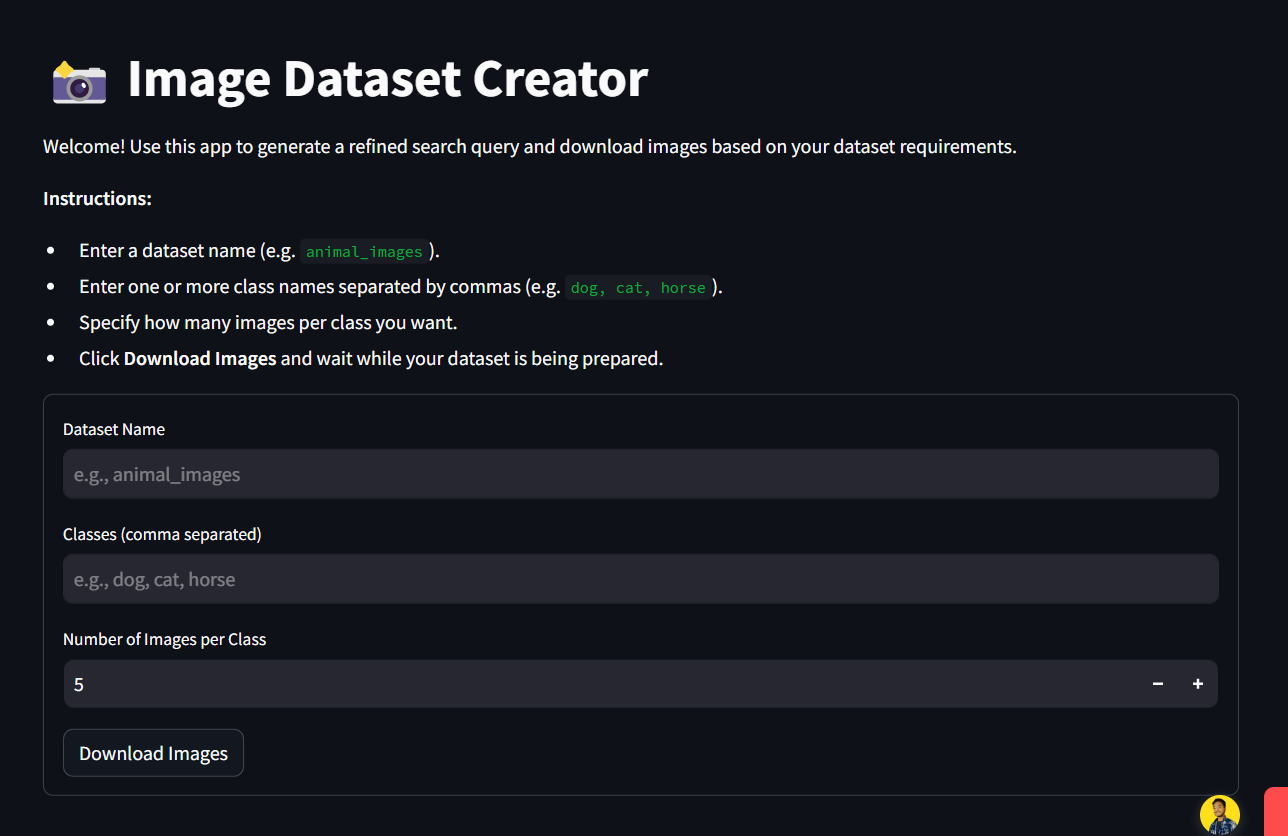 Image Dataset Creator
Welcome! Use this app to generate a refined search query and download images based on your dataset requirements.
Instructions:
• Enter a dataset name (e.g. animal_images ).
• Enter one or more class names separated by commas (e.g. dog, cat, horse ).
• Specify how many images per class you want.
• Click Download Images and wait while your dataset is being prepared.
Dataset Name
e.g., animal_images
Classes (comma separated)
e.g., dog, cat, horse
Number of Images per Class
5
Download Images